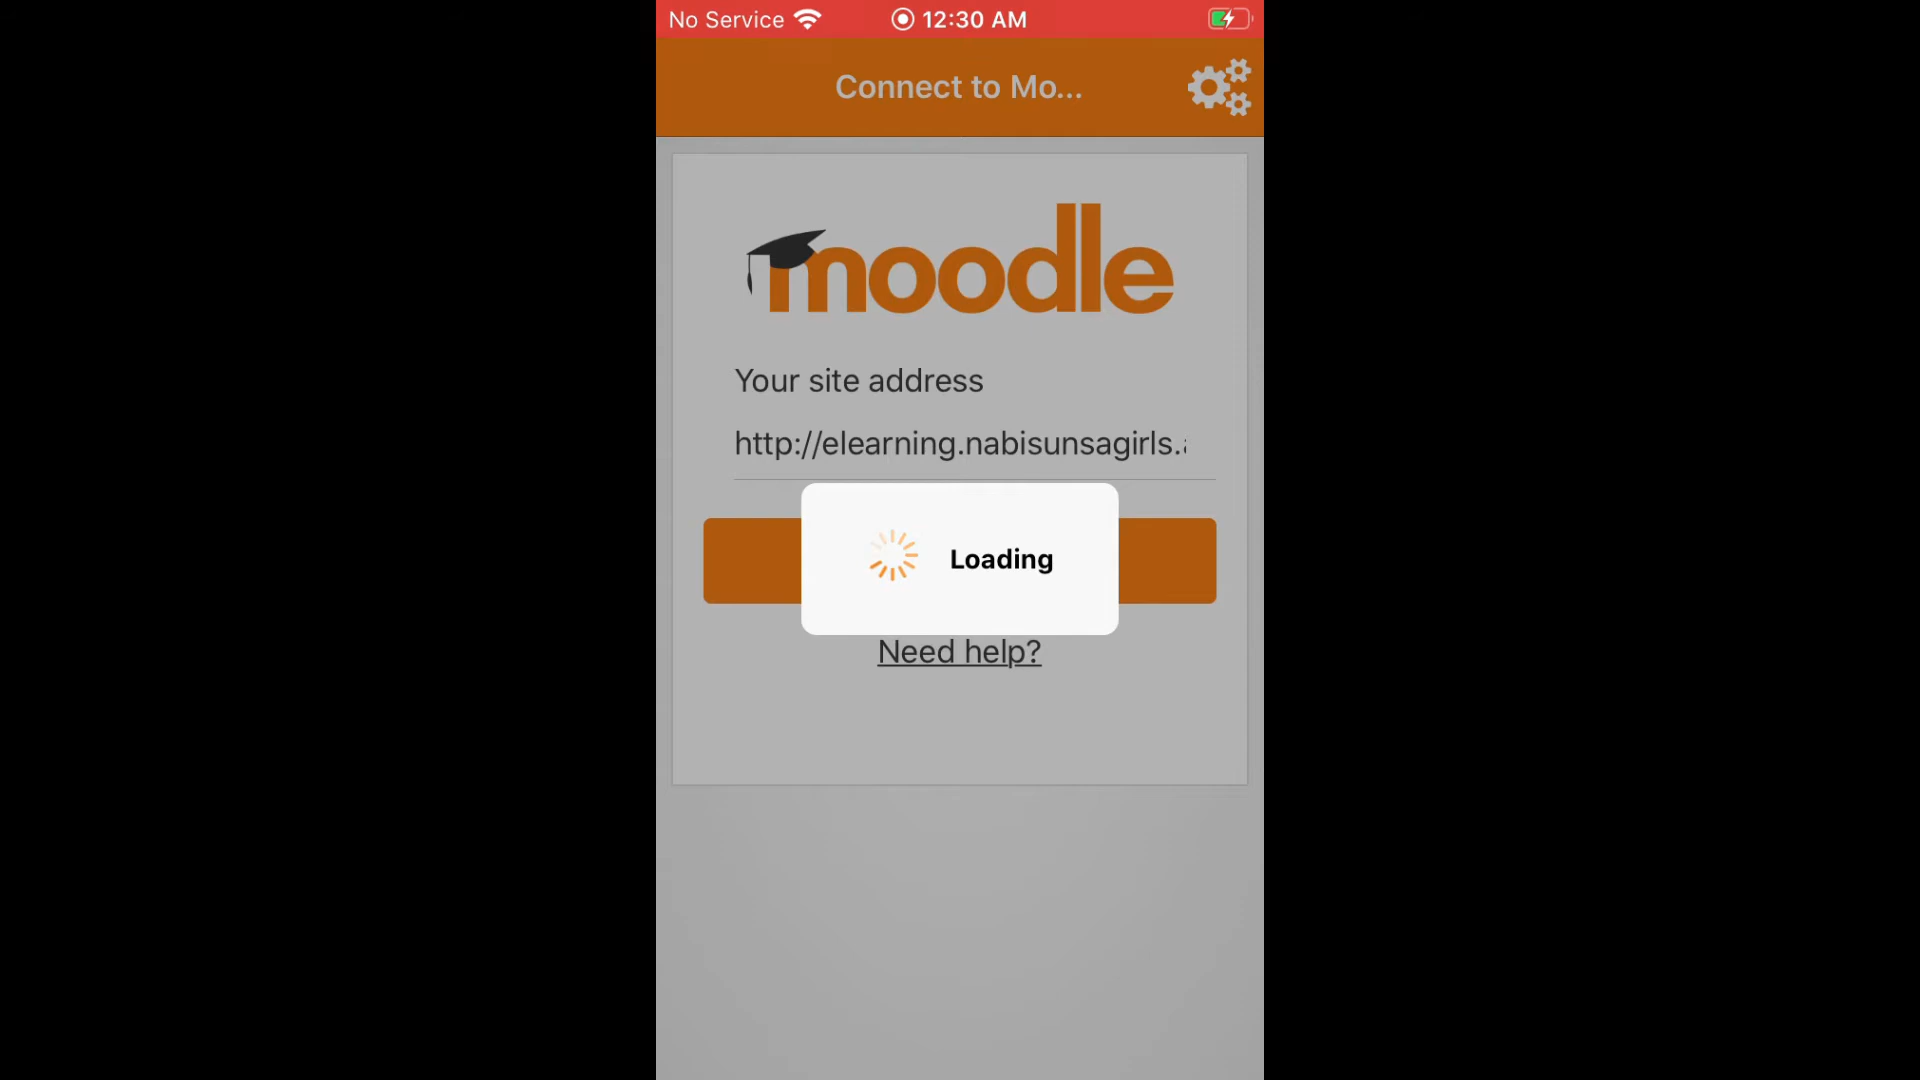 No Service 12:30 AM
Connect to Mo...
moodle
Your site address
http://elearning.nabisunsagirls.
Loading
Need help?